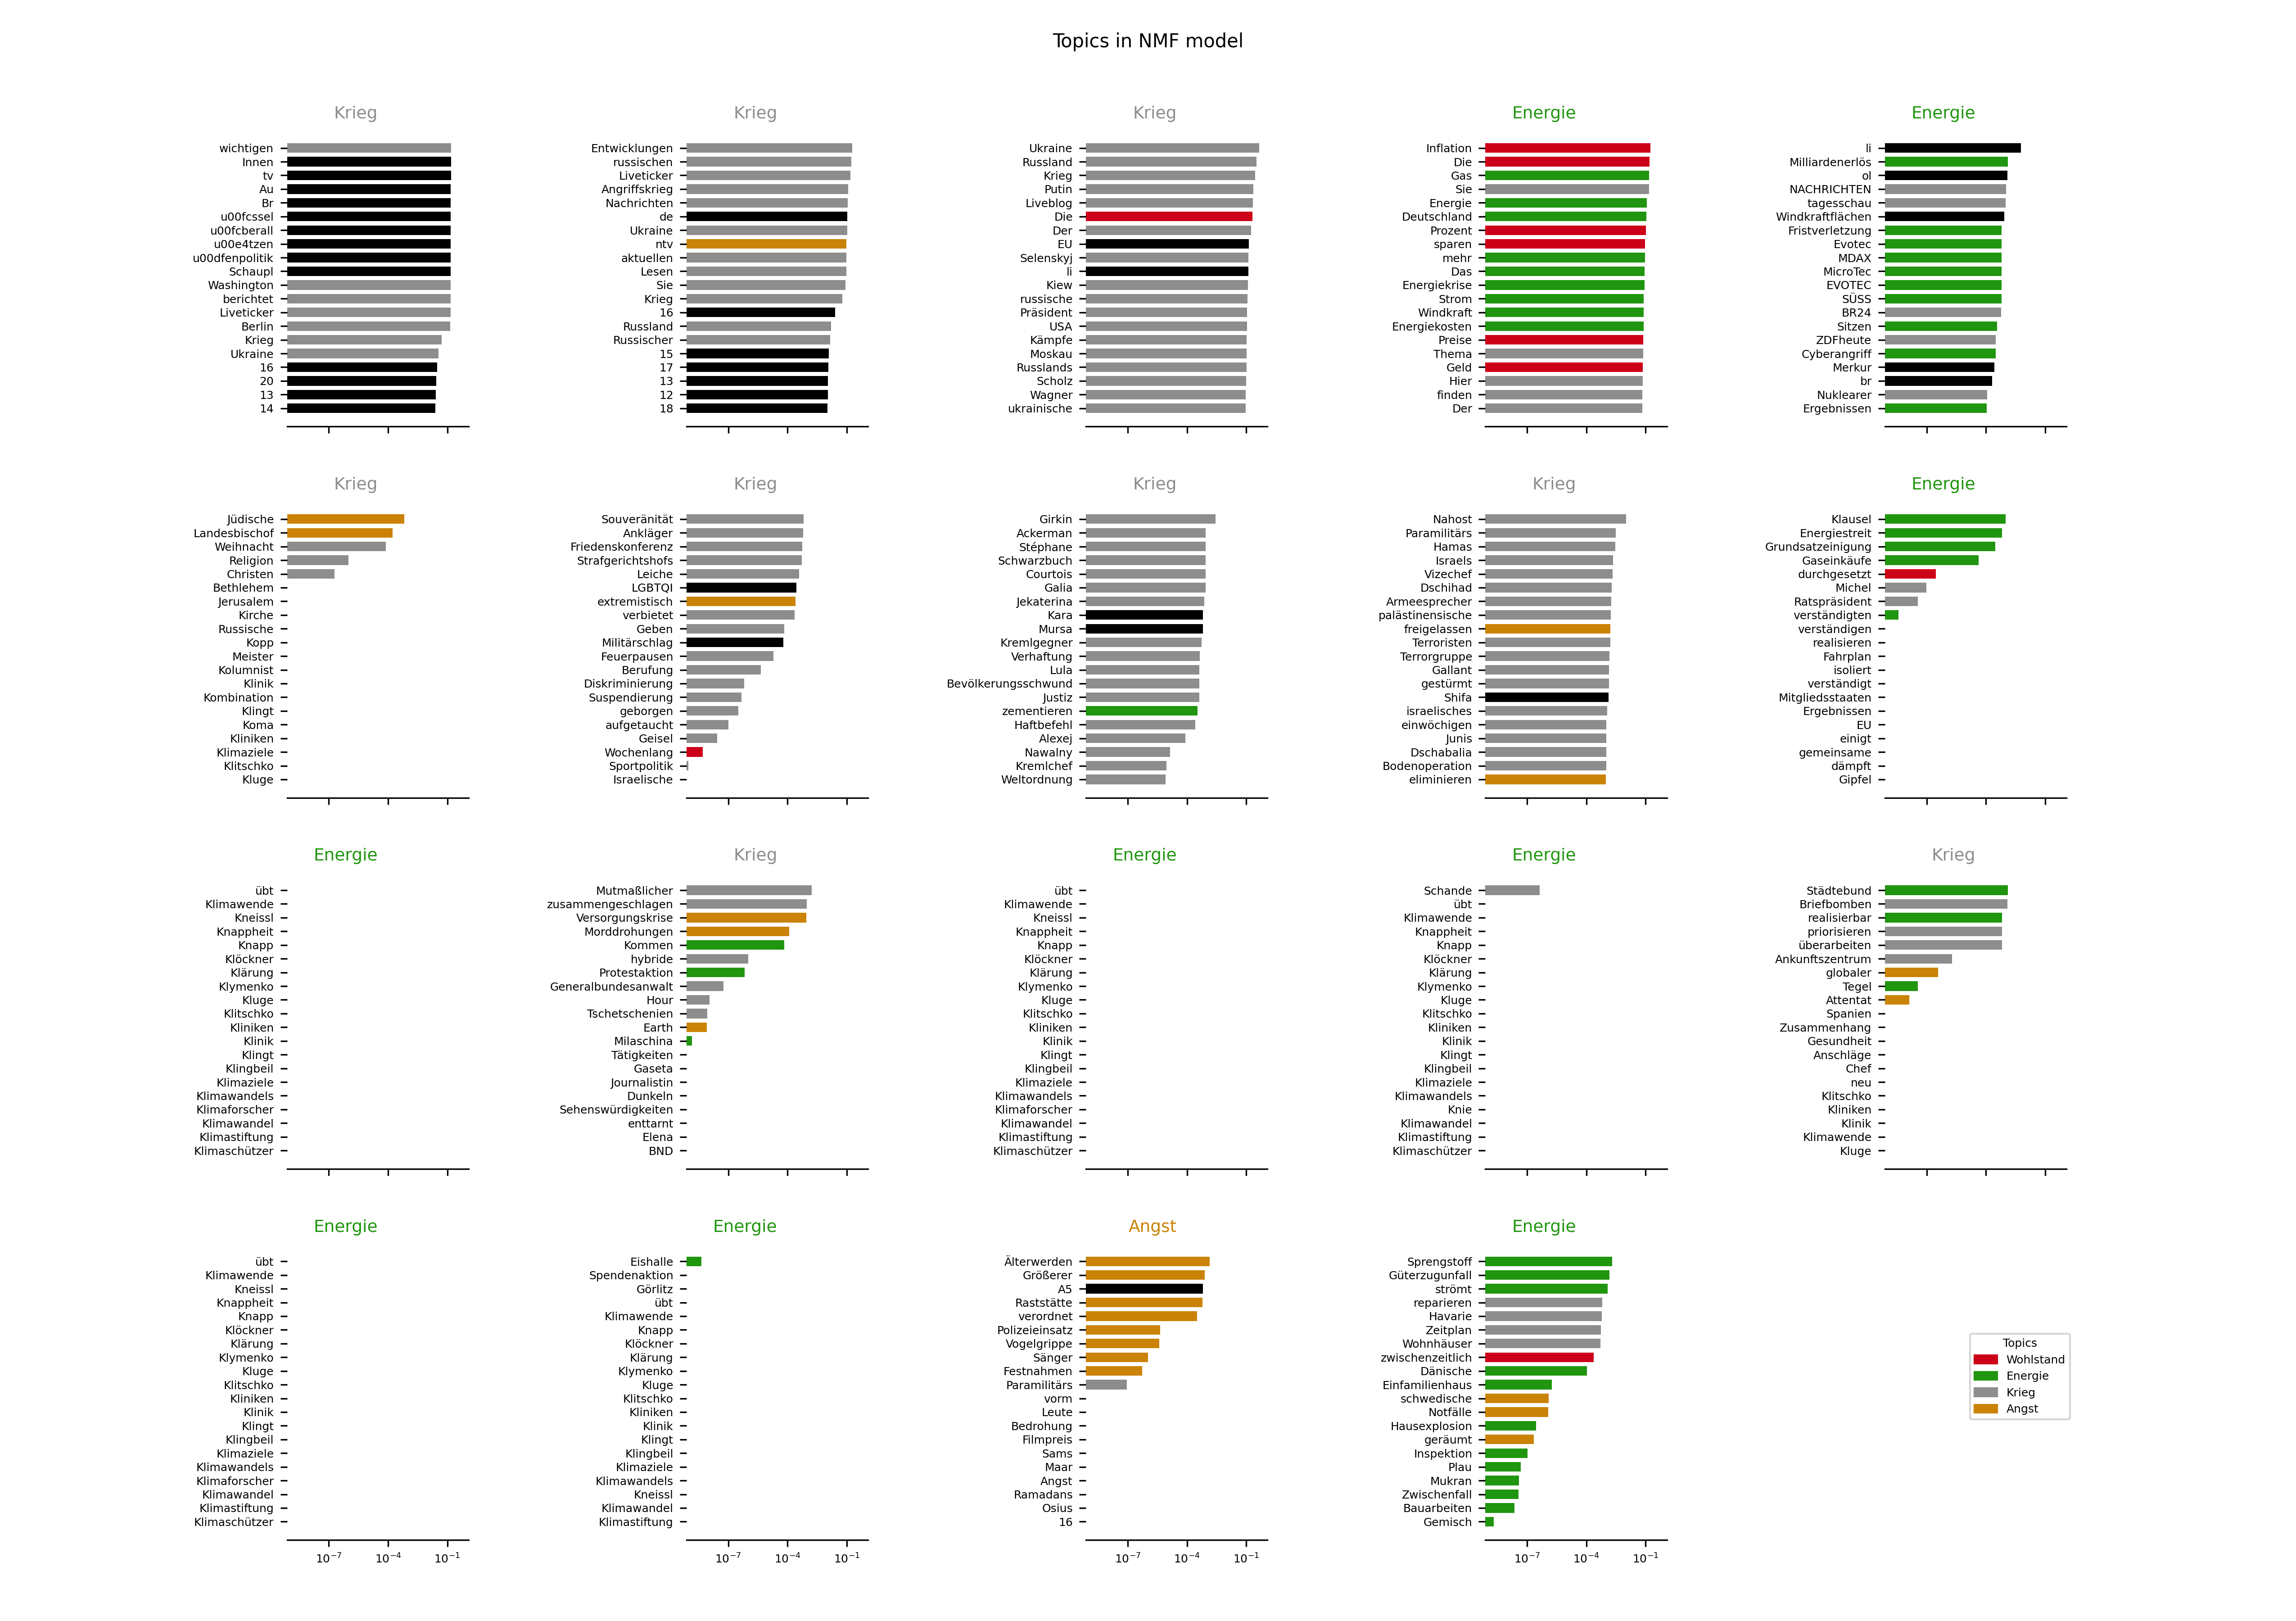 Topics in NMF model
Krieg
wichtigen
Innen
tv
Au
Br
u00fcssel
u00fcberall
u00e4tzen
u00dfenpolitik
Schaupl
Washington
berichtet
Liveticker
Berlin
Krieg
Ukraine
16
20
13
14
Krieg
Entwicklungen
russischen
Liveticker
Angriffskrieg
Nachrichten
de
Ukraine
ntv
aktuellen
Lesen
Sie
Krieg
16
Russland
Russischer
15
17
13
12
18
Krieg
Ukraine
Russland
Krieg
Putin
Liveblog
Die
Der
EU
Selenskyj
li
Kiew
russische
Präsident
USA
Kämpfe
Moskau
Russlands
Scholz
Wagner
ukrainische
Energie
Inflation
Die
Gas
Sie
Energie
Deutschland
Prozent
sparen
mehr
Das
Energiekrise
Strom
Windkraft
Energiekosten
Preise
Thema
Geld
Hier
finden
Der
Energie
li
Milliardenerlös
ol
NACHRICHTEN
tagesschau
Windkraftflächen
Fristverletzung
Evotec
MDAX
MicroTec
EVOTEC
SÜSS
BR24
Sitzen
ZDFheute
Cyberangriff
Merkur
br
Nuklearer
Ergebnissen
Krieg
Jüdische
Landesbischof
Weihnacht
Religion
Christen
Bethlehem
Jerusalem
Kirche
Russische
Kopp
Meister
Kolumnist
Klinik
Kombination
Klingt
Koma
Kliniken
Klimaziele
Klitschko
Kluge
Krieg
Souveränität
Ankläger
Friedenskonferenz
Strafgerichtshofs
Leiche
LGBTQI
extremistisch
verbietet
Geben
Militärschlag
Feuerpausen
Berufung
Diskriminierung
Suspendierung
geborgen
aufgetaucht
Geisel
Wochenlang
Sportpolitik
Israelische
Krieg
Girkin
Ackerman
Stéphane
Schwarzbuch
Courtois
Galia
Jekaterina
Kara
Mursa
Kremlgegner
Verhaftung
Lula
Bevölkerungsschwund
Justiz
zementieren
Haftbefehl
Alexej
Nawalny
Kremlchef
Weltordnung
Krieg
Nahost
Paramilitärs
Hamas
Israels
Vizechef
Dschihad
Armeesprecher
palästinensische
freigelassen
Terroristen
Terrorgruppe
Gallant
gestürmt
Shifa
israelisches
einwöchigen
Junis
Dschabalia
Bodenoperation
eliminieren
Energie
Klausel
Energiestreit
Grundsatzeinigung
Gaseinkäufe
durchgesetzt
Michel
Ratspräsident
verständigten
verständigen
realisieren
Fahrplan
isoliert
verständigt
Mitgliedsstaaten
Ergebnissen
EU
einigt
gemeinsame
dämpft
Gipfel
Energie
übt
Klimawende
Kneissl
Knappheit
Knapp
Klöckner
Klärung
Klymenko
Kluge
Klitschko
Kliniken
Klinik
Klingt
Klingbeil
Klimaziele
Klimawandels
Klimaforscher
Klimawandel
Klimastiftung
Klimaschützer
Krieg
Mutmaßlicher
zusammengeschlagen
Versorgungskrise
Morddrohungen
Kommen
hybride
Protestaktion
Generalbundesanwalt
Hour
Tschetschenien
Earth
Milaschina
Tätigkeiten
Gaseta
Journalistin
Dunkeln
Sehenswürdigkeiten
enttarnt
Elena
BND
Energie
übt
Klimawende
Kneissl
Knappheit
Knapp
Klöckner
Klärung
Klymenko
Kluge
Klitschko
Kliniken
Klinik
Klingt
Klingbeil
Klimaziele
Klimawandels
Klimaforscher
Klimawandel
Klimastiftung
Klimaschützer
Energie
Schande
übt
Klimawende
Knappheit
Knapp
Klöckner
Klärung
Klymenko
Kluge
Klitschko
Kliniken
Klinik
Klingt
Klingbeil
Klimaziele
Klimawandels
Knie
Klimawandel
Klimastiftung
Klimaschützer
Krieg
Städtebund
Briefbomben
realisierbar
priorisieren
überarbeiten
Ankunftszentrum
globaler
Tegel
Attentat
Spanien
Zusammenhang
Gesundheit
Anschläge
Chef
neu
Klitschko
Kliniken
Klinik
Klimawende
Kluge
Energie
übt
Klimawende
Kneissl
Knappheit
Knapp
Klöckner
Klärung
Klymenko
Kluge
Klitschko
Kliniken
Klinik
Klingt
Klingbeil
Klimaziele
Klimawandels
Klimaforscher
Klimawandel
Klimastiftung
Klimaschützer
10⁻⁷ 10⁻⁴ 10⁻¹
Energie
Eishalle
Spendenaktion
Görlitz
übt
Klimawende
Knapp
Klöckner
Klärung
Klymenko
Kluge
Klitschko
Kliniken
Klinik
Klingt
Klingbeil
Klimaziele
Klimawandels
Kneissl
Klimawandel
Klimastiftung
10⁻⁷ 10⁻⁴ 10⁻¹
Angst
Älterwerden
Größerer
A5
Raststätte
verordnet
Polizeieinsatz
Vogelgrippe
Sänger
Festnahmen
Paramilitärs
vorm
Leute
Bedrohung
Filmpreis
Sams
Maar
Angst
Ramadans
Osius
16
10⁻⁷ 10⁻⁴ 10⁻¹
Energie
Sprengstoff
Güterzugunfall
strömt
reparieren
Havarie
Zeitplan
Wohnhäuser
zwischenzeitlich
Dänische
Einfamilienhaus
schwedische
Notfälle
Hausexplosion
geräumt
Inspektion
Plau
Mukran
Zwischenfall
Bauarbeiten
Gemisch
10⁻⁷ 10⁻⁴ 10⁻¹
Topics
Wohlstand
Energie
Krieg
Angst